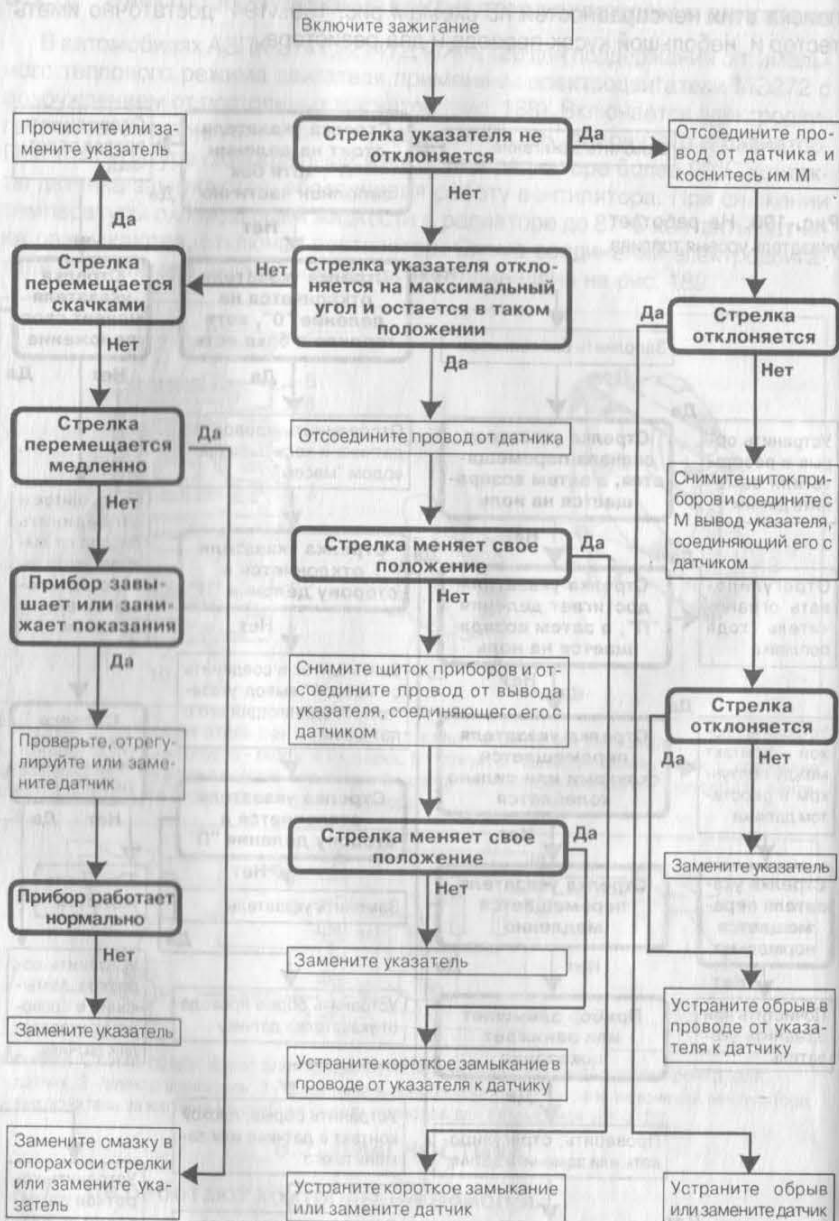 Включите зажигание
Стрелка указателя не
отклоняется
Да
Нет
Отсоедините про-
вод от датчика и
коснитесь им М
Прочистите или за-
мените указатель
Да
Стрелка
перемещается
скачками
Нет
Стрелка указателя откло-
няется на максимальный
угол и остается в таком
положении
Да
Да
Стрелка
отклоняется
Нет
Нет
Стрелка
перемещается
медленно
Да
Нет
Отсоедините провод от датчика
Стрелка меняет свое
положение
Да
Нет
Снимите щиток при-
боров и соедините с
М вывод указателя,
соединяющий его с
датчиком
Прибор завы-
шает или зани-
жает показания
Да
Снимите щиток приборов и от-
соедините провод от вывода
указателя, соединяющего его с
датчиком
Стрелка
отклоняется
Да
Нет
Проверьте, отрегу-
лируйте или заме-
ните датчик
Стрелка меняет свое
положение
Да
Нет
Замените указатель
Прибор работает
нормально
Нет
Замените указатель
Замените указатель
Устраните обрыв в
проводе от указа-
теля к датчику
Устраните короткое замыкание в
проводе от указателя к датчику
Замените смазку в
опорах оси стрелки
или замените ука-
затель
Устраните короткое замыкание
или замените датчик
Устраните обрыв
или замените датчик